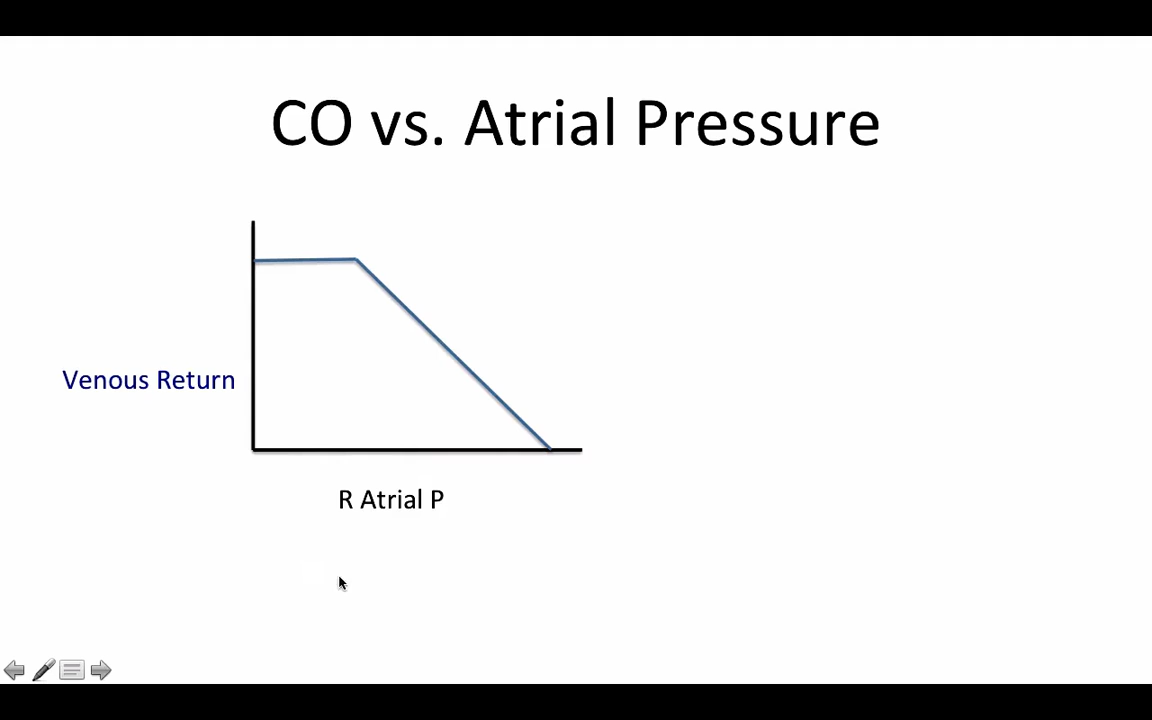 CO vs. Atrial Pressure
Venous Return
R Atrial P